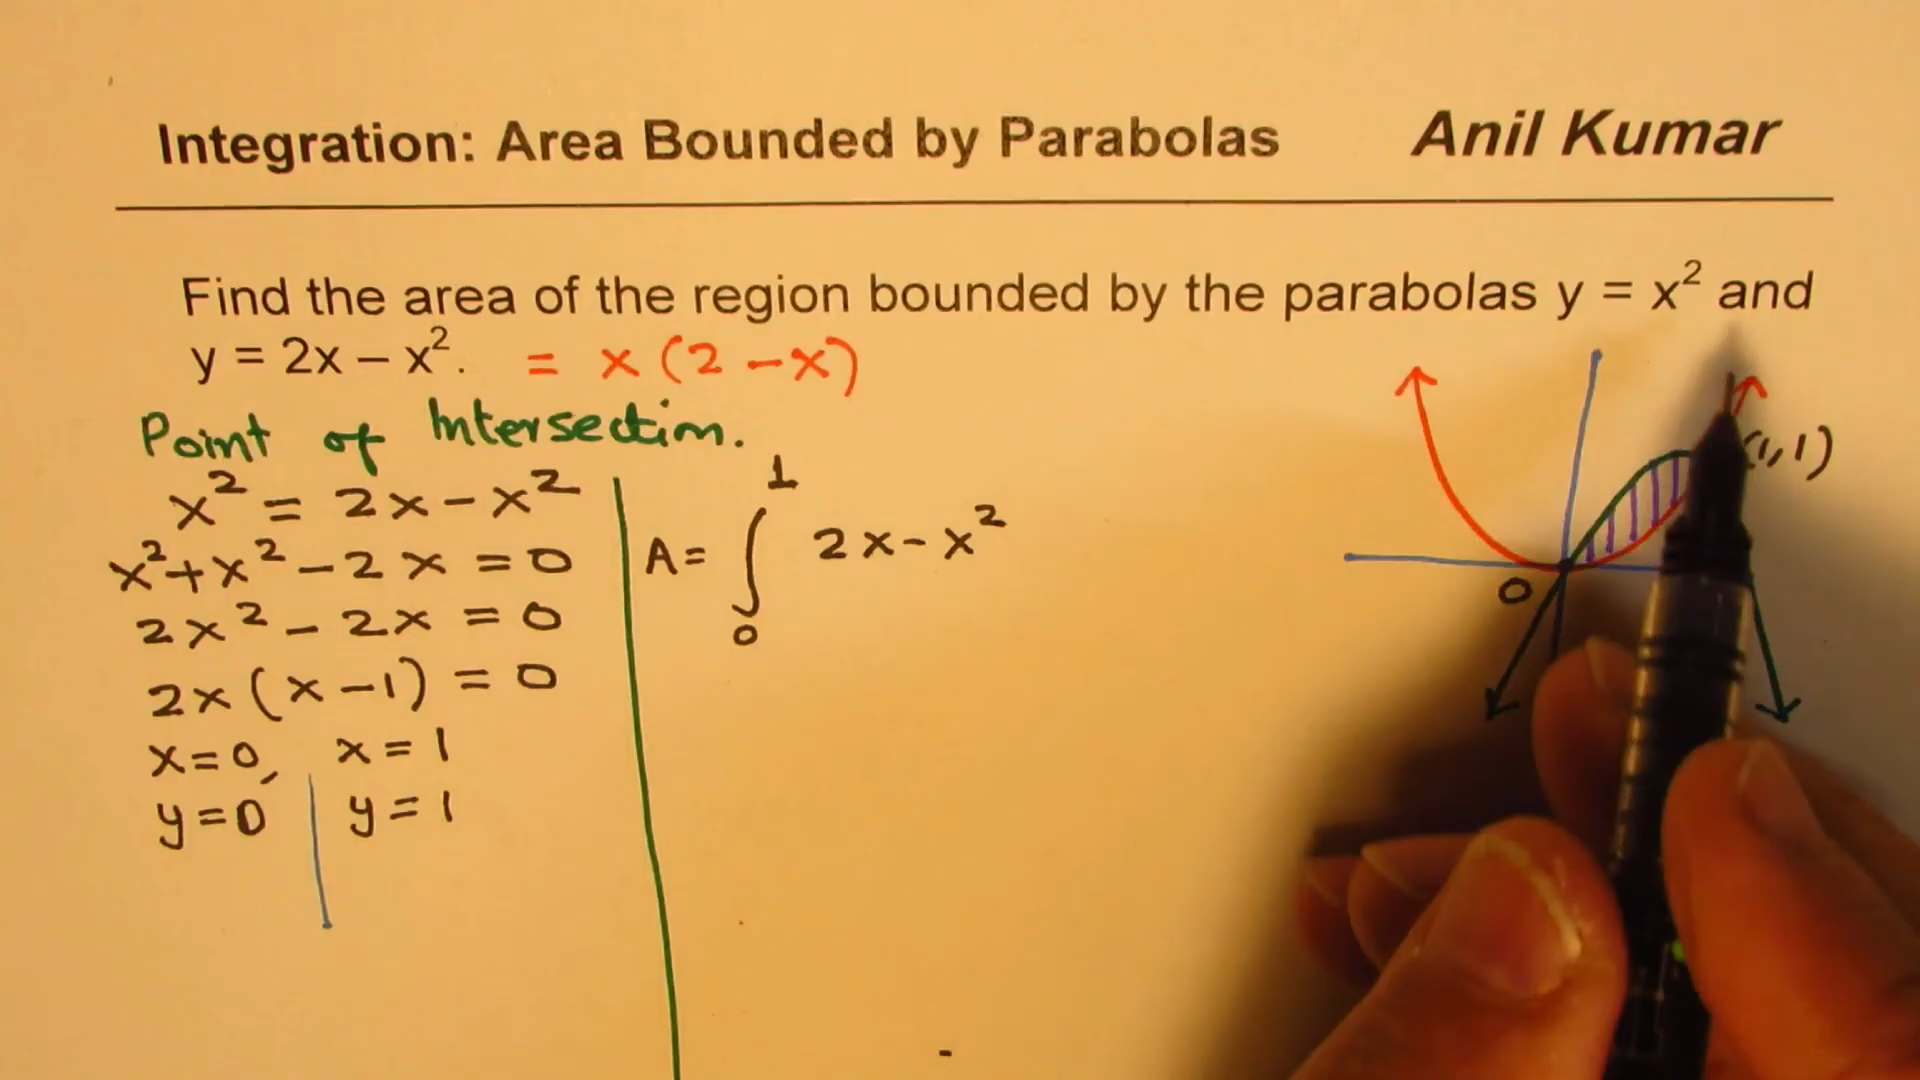 Integration: Area Bounded by Parabolas Anil Kumar
Find the area of the region bounded by the parabolas y = x² and
y = 2x – x². = x(2-x)
Point of Intersection.
x² = 2x-x²
x²+x²-2x =0
2x²-2x =0
2x(x-1) =0
x=0, x=1
y=0 y=1
A= ∫₀¹ 2x-x²
(1,1)
0